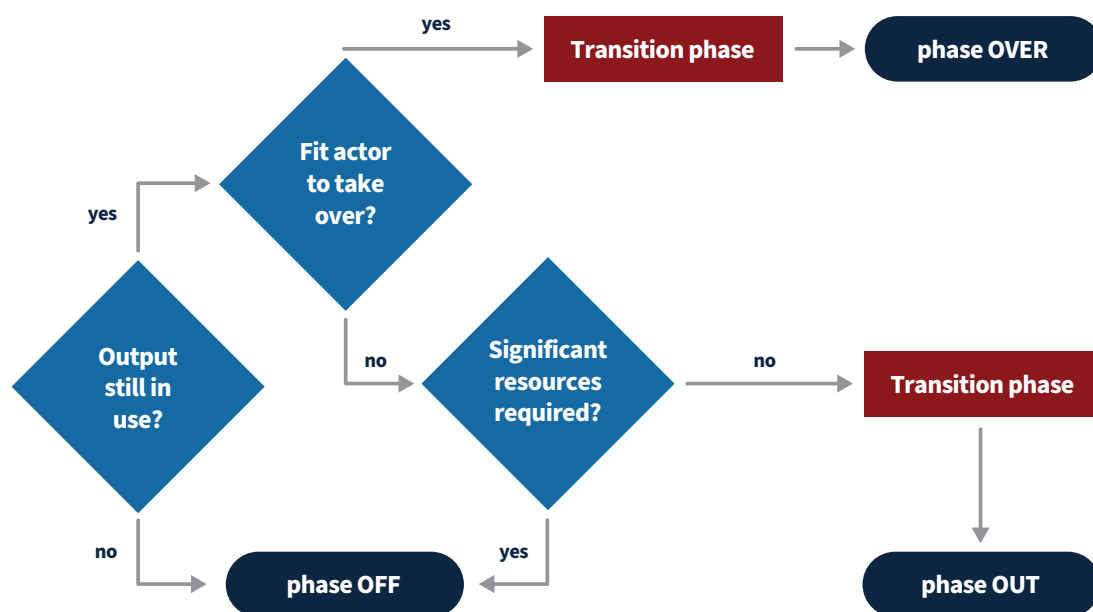 yes
Transition phase
phase OVER
Fit actor
to take
over?
yes
Output
still in
use?
no
Significant
resources
required?
no
Transition phase
no
phase OFF
yes
phase OUT